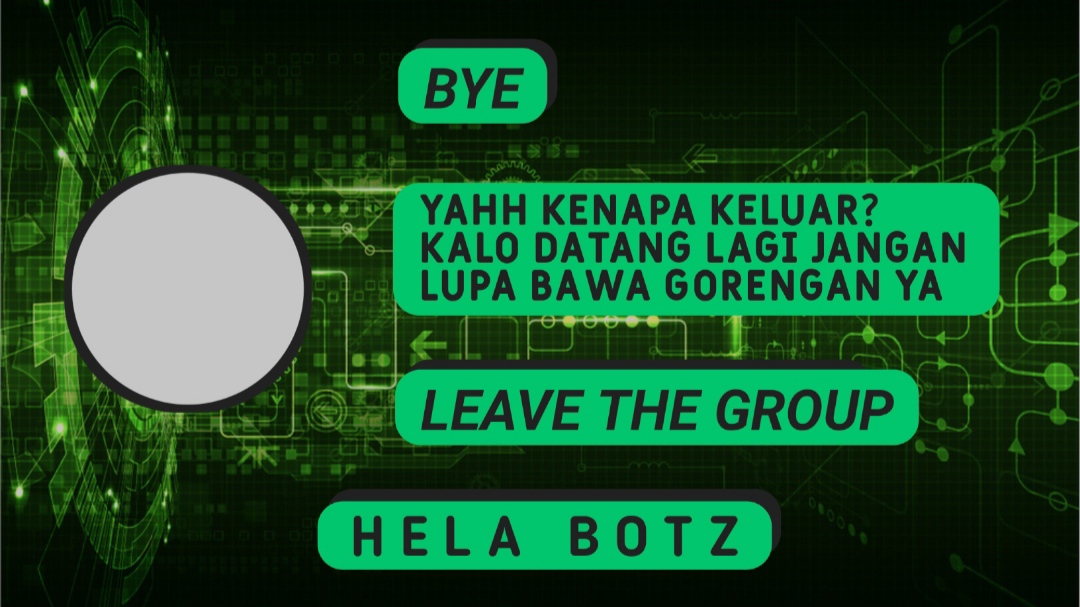 BYE
YAHH KENAPA KELUAR?
KALO DATANG LAGI JANGAN
LUPA BAWA GORENGAN YA
LEAVE THE GROUP
HELA BOTZ